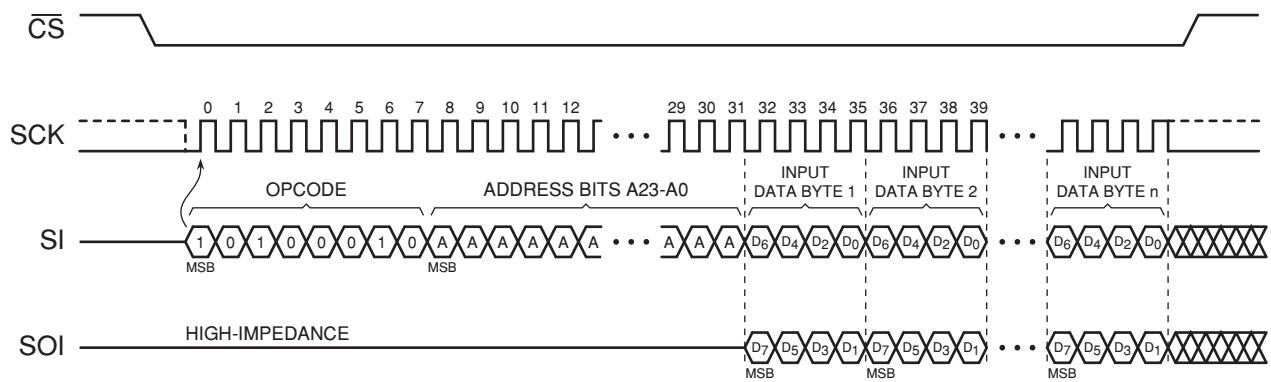 CS
SCK
0 1 2 3 4 5 6 7 8 9 10 11 12 29 30 31 32 33 34 35 36 37 38 39
OPCODE
ADDRESS BITS A23-A0
INPUT
DATA BYTE 1
INPUT
DATA BYTE 2
INPUT
DATA BYTE n
SI
1 0 1 0 0 0 1 0 A A A A A A A A A D6 D4 D2 D0 D6 D4 D2 D0 D6 D4 D2 D0
MSB MSB
SOI
HIGH-IMPEDANCE
D7 D5 D3 D1 D7 D5 D3 D1 D7 D5 D3 D1
MSB MSB MSB